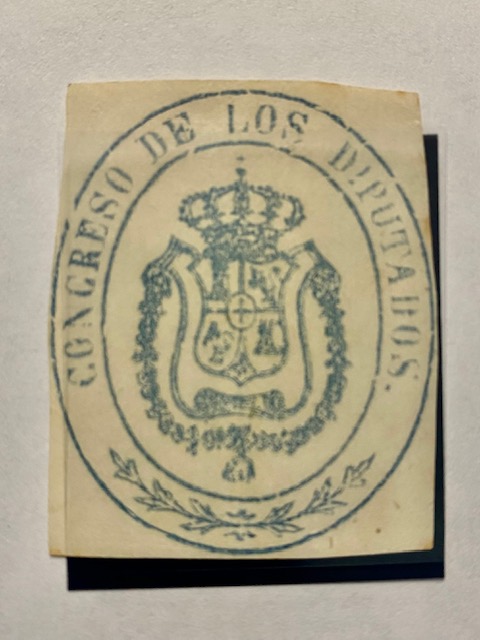 CONGRESO DE LOS DIPUTADOS.